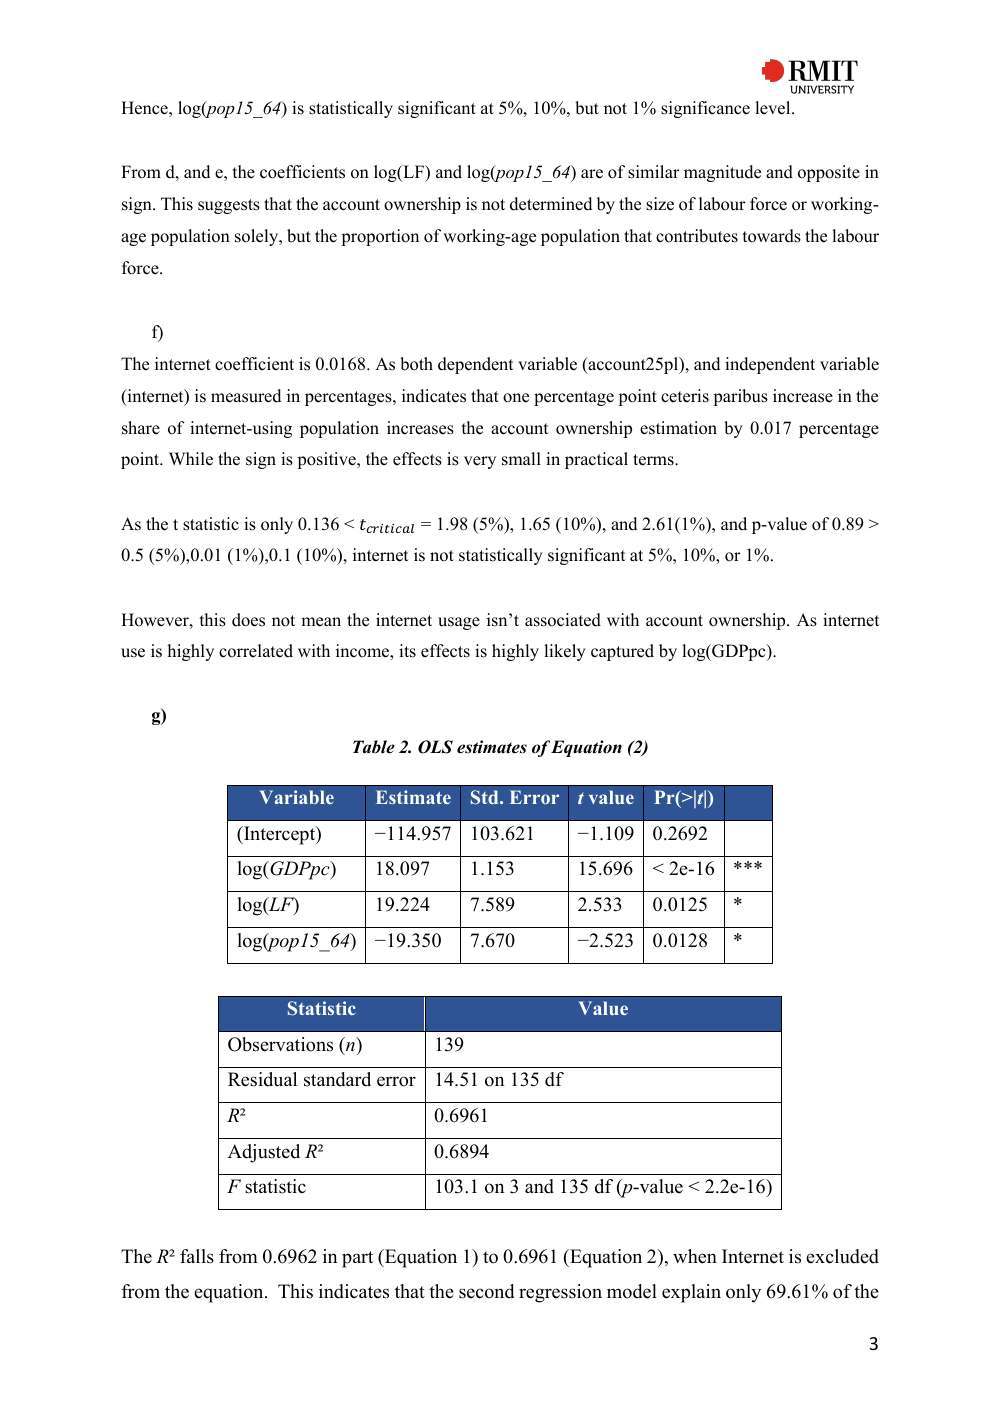 RMIT
UNIVERSITY
Hence, log(pop15_64) is statistically significant at 5%, 10%, but not 1% significance level.
From d, and e, the coefficients on log(LF) and log(pop15_64) are of similar magnitude and opposite in
sign. This suggests that the account ownership is not determined by the size of labour force or working-
age population solely, but the proportion of working-age population that contributes towards the labour
force.
f)
The internet coefficient is 0.0168. As both dependent variable (account25pl), and independent variable
(internet) is measured in percentages, indicates that one percentage point ceteris paribus increase in the
share of internet-using population increases the account ownership estimation by 0.017 percentage
point. While the sign is positive, the effects is very small in practical terms.
As the t statistic is only 0.136 < t_critical = 1.98 (5%), 1.65 (10%), and 2.61(1%), and p-value of 0.89 >
0.5 (5%),0.01 (1%),0.1 (10%), internet is not statistically significant at 5%, 10%, or 1%.
However, this does not mean the internet usage isn’t associated with account ownership. As internet
use is highly correlated with income, its effects is highly likely captured by log(GDPpc).
g)
Table 2. OLS estimates of Equation (2)
Variable Estimate Std. Error t value Pr(>|t|)
(Intercept) −114.957 103.621 −1.109 0.2692
log(GDPpc) 18.097 1.153 15.696 < 2e-16 ***
log(LF) 19.224 7.589 2.533 0.0125 *
log(pop15_64) −19.350 7.670 −2.523 0.0128 *
Statistic Value
Observations (n) 139
Residual standard error 14.51 on 135 df
R² 0.6961
Adjusted R² 0.6894
F statistic 103.1 on 3 and 135 df (p-value < 2.2e-16)
The R² falls from 0.6962 in part (Equation 1) to 0.6961 (Equation 2), when Internet is excluded
from the equation.  This indicates that the second regression model explain only 69.61% of the
3